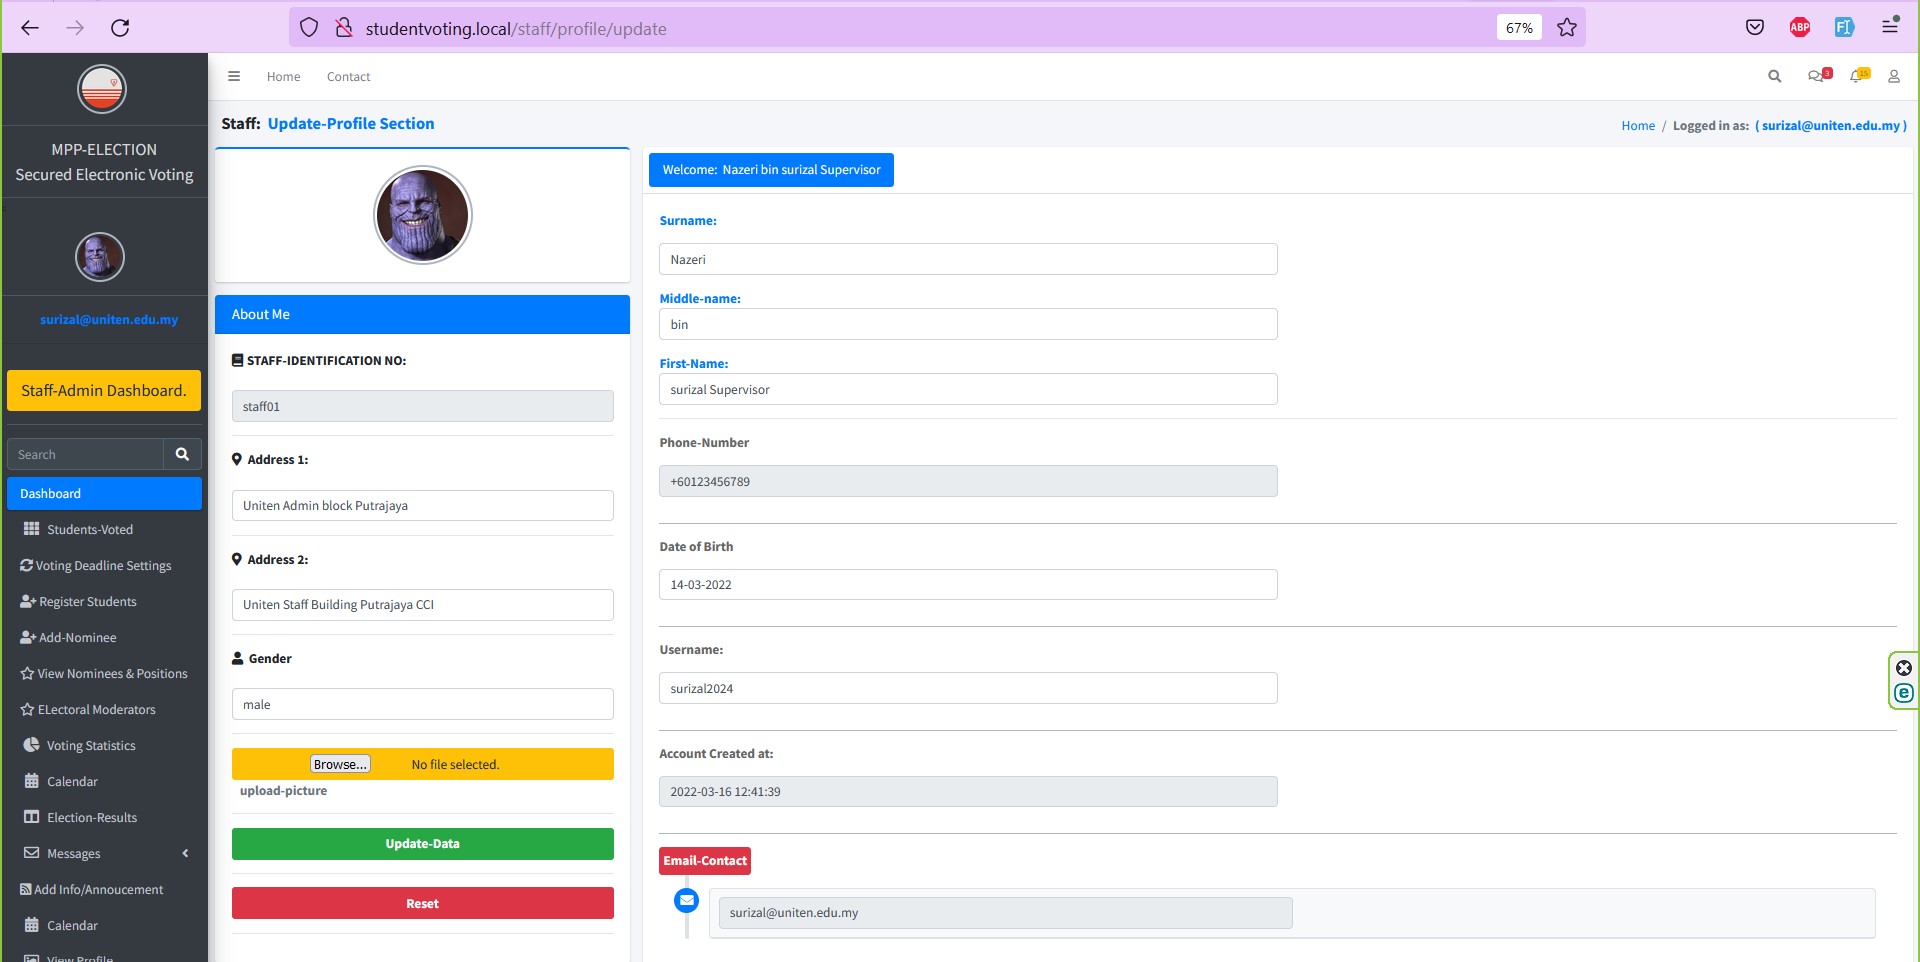 studentvoting.local/staff/profile/update
67%
ABP
FI
MPP-ELECTION
Secured Electronic Voting
surizal@uniten.edu.my
Staff-Admin Dashboard.
Search
Dashboard
Students-Voted
Voting Deadline Settings
Register Students
Add-Nominee
View Nominees & Positions
ELectoral Moderators
Voting Statistics
Calendar
Election-Results
Messages
Add Info/Annoucement
Calendar
View Profile
Home Contact
3
15
Staff: Update-Profile Section
Home / Logged in as: ( surizal@uniten.edu.my )
About Me
STAFF-IDENTIFICATION NO:
staff01
Address 1:
Uniten Admin block Putrajaya
Address 2:
Uniten Staff Building Putrajaya CCI
Gender
male
Browse... No file selected.
upload-picture
Update-Data
Reset
Welcome: Nazeri bin surizal Supervisor
Surname:
Nazeri
Middle-name:
bin
First-Name:
surizal Supervisor
Phone-Number
+60123456789
Date of Birth
14-03-2022
Username:
surizal2024
Account Created at:
2022-03-16 12:41:39
Email-Contact
surizal@uniten.edu.my
e